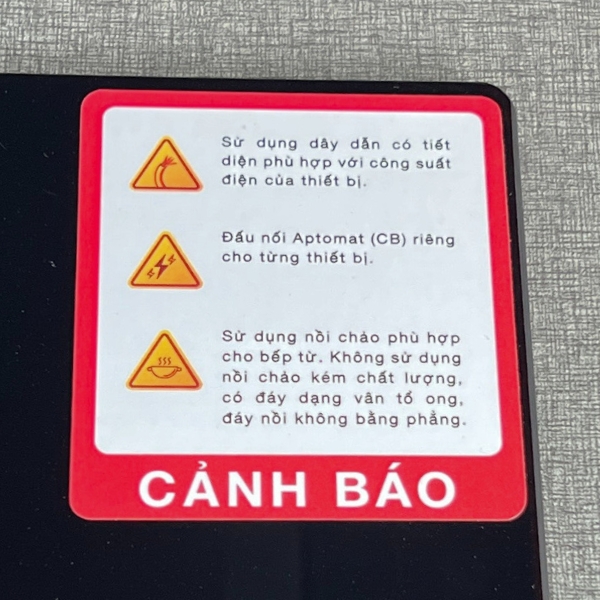 Sử dụng dây dẫn có tiết
diện phù hợp với công suất
điện của thiết bị.
Đấu nối Aptomat (CB) riêng
cho từng thiết bị.
Sử dụng nồi chảo phù hợp
cho bếp từ. Không sử dụng
nồi chảo kém chất lượng,
có đáy dạng vân tổ ong,
đáy nồi không bằng phẳng.
CẢNH BÁO